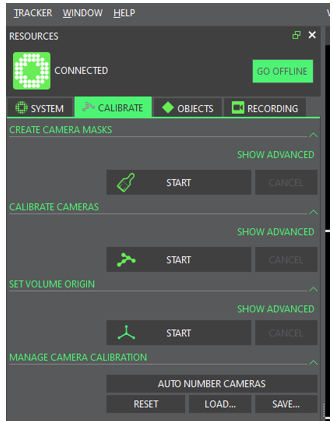 TRACKER WINDOW HELP
RESOURCES
CONNECTED
GO OFFLINE
SYSTEM CALIBRATE OBJECTS RECORDING
CREATE CAMERA MASKS
SHOW ADVANCED
START CANCEL
CALIBRATE CAMERAS
SHOW ADVANCED
START CANCEL
SET VOLUME ORIGIN
SHOW ADVANCED
START CANCEL
MANAGE CAMERA CALIBRATION
AUTO NUMBER CAMERAS
RESET LOAD... SAVE...